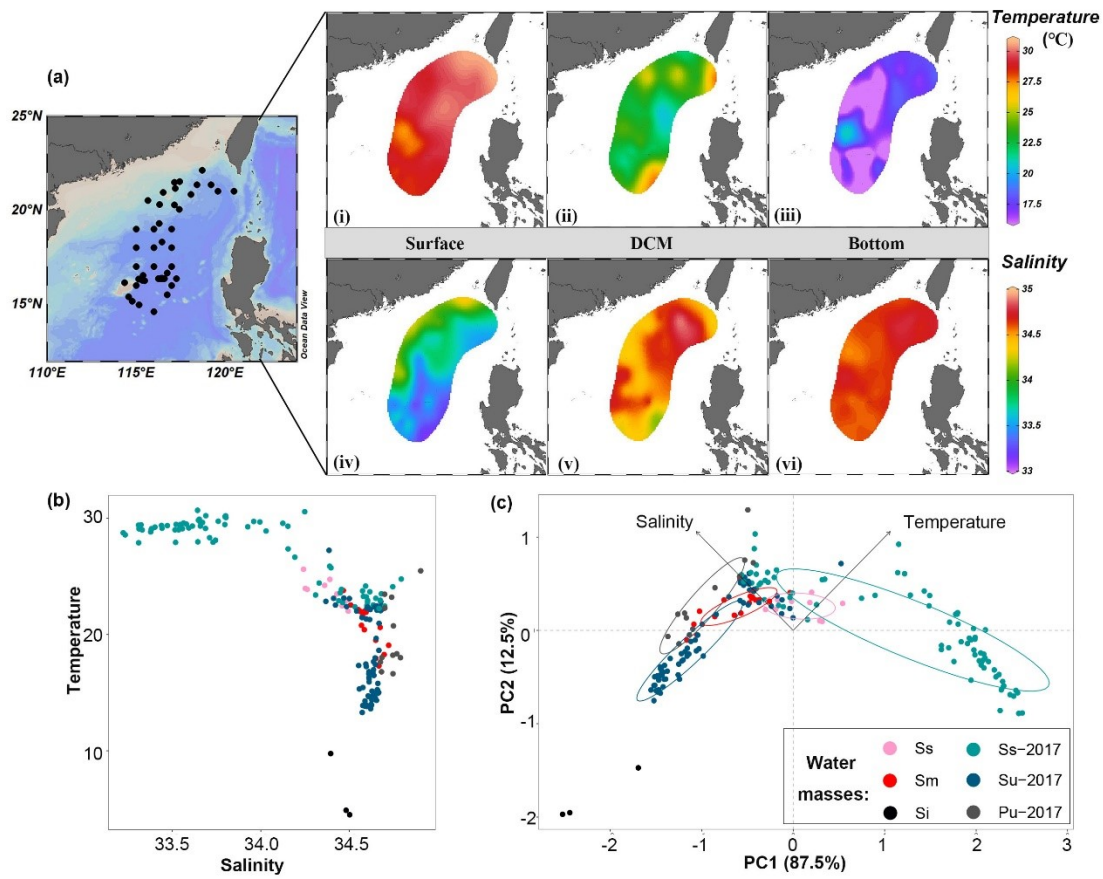 (a)
25°N
20°N
15°N
110°E 115°E 120°E
Ocean Data View
(i) (ii) (iii)
Temperature
(°C)
30
27.5
25
22.5
20
17.5
Surface DCM Bottom
(iv) (v) (vi)
Salinity
35
34.5
34
33.5
33
(b)
30
20
10
Temperature
33.5 34.0 34.5
Salinity
(c)
Salinity Temperature
1
0
-1
-2
PC2 (12.5%)
-2 -1 0 1 2 3
PC1 (87.5%)
Water masses:
Ss Ss-2017
Sm Su-2017
Si Pu-2017